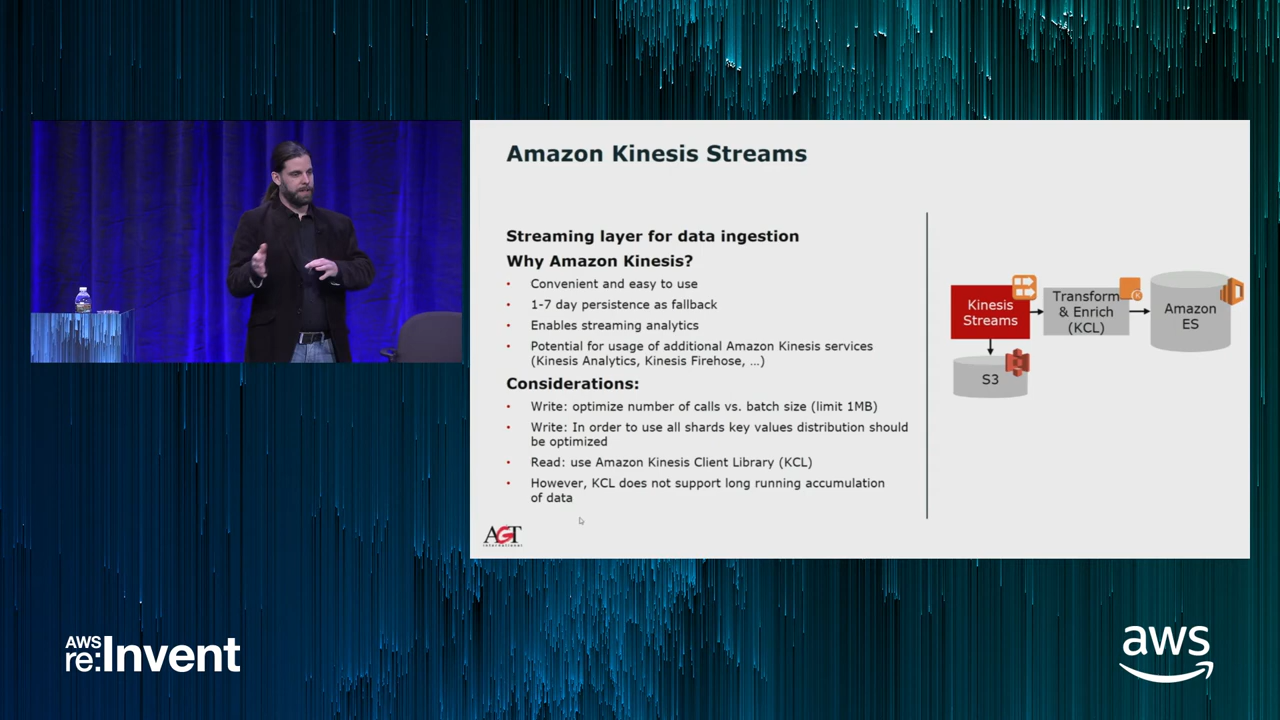 Amazon Kinesis Streams
Streaming layer for data ingestion
Why Amazon Kinesis?
• Convenient and easy to use
• 1-7 day persistence as fallback
• Enables streaming analytics
• Potential for usage of additional Amazon Kinesis services
(Kinesis Analytics, Kinesis Firehose, …)
Considerations:
• Write: optimize number of calls vs. batch size (limit 1MB)
• Write: In order to use all shards key values distribution should
be optimized
• Read: use Amazon Kinesis Client Library (KCL)
• However, KCL does not support long running accumulation
of data
Kinesis
Streams
Transform
& Enrich
(KCL)
Amazon
ES
S3
AGT
international
AWS
re:Invent
aws